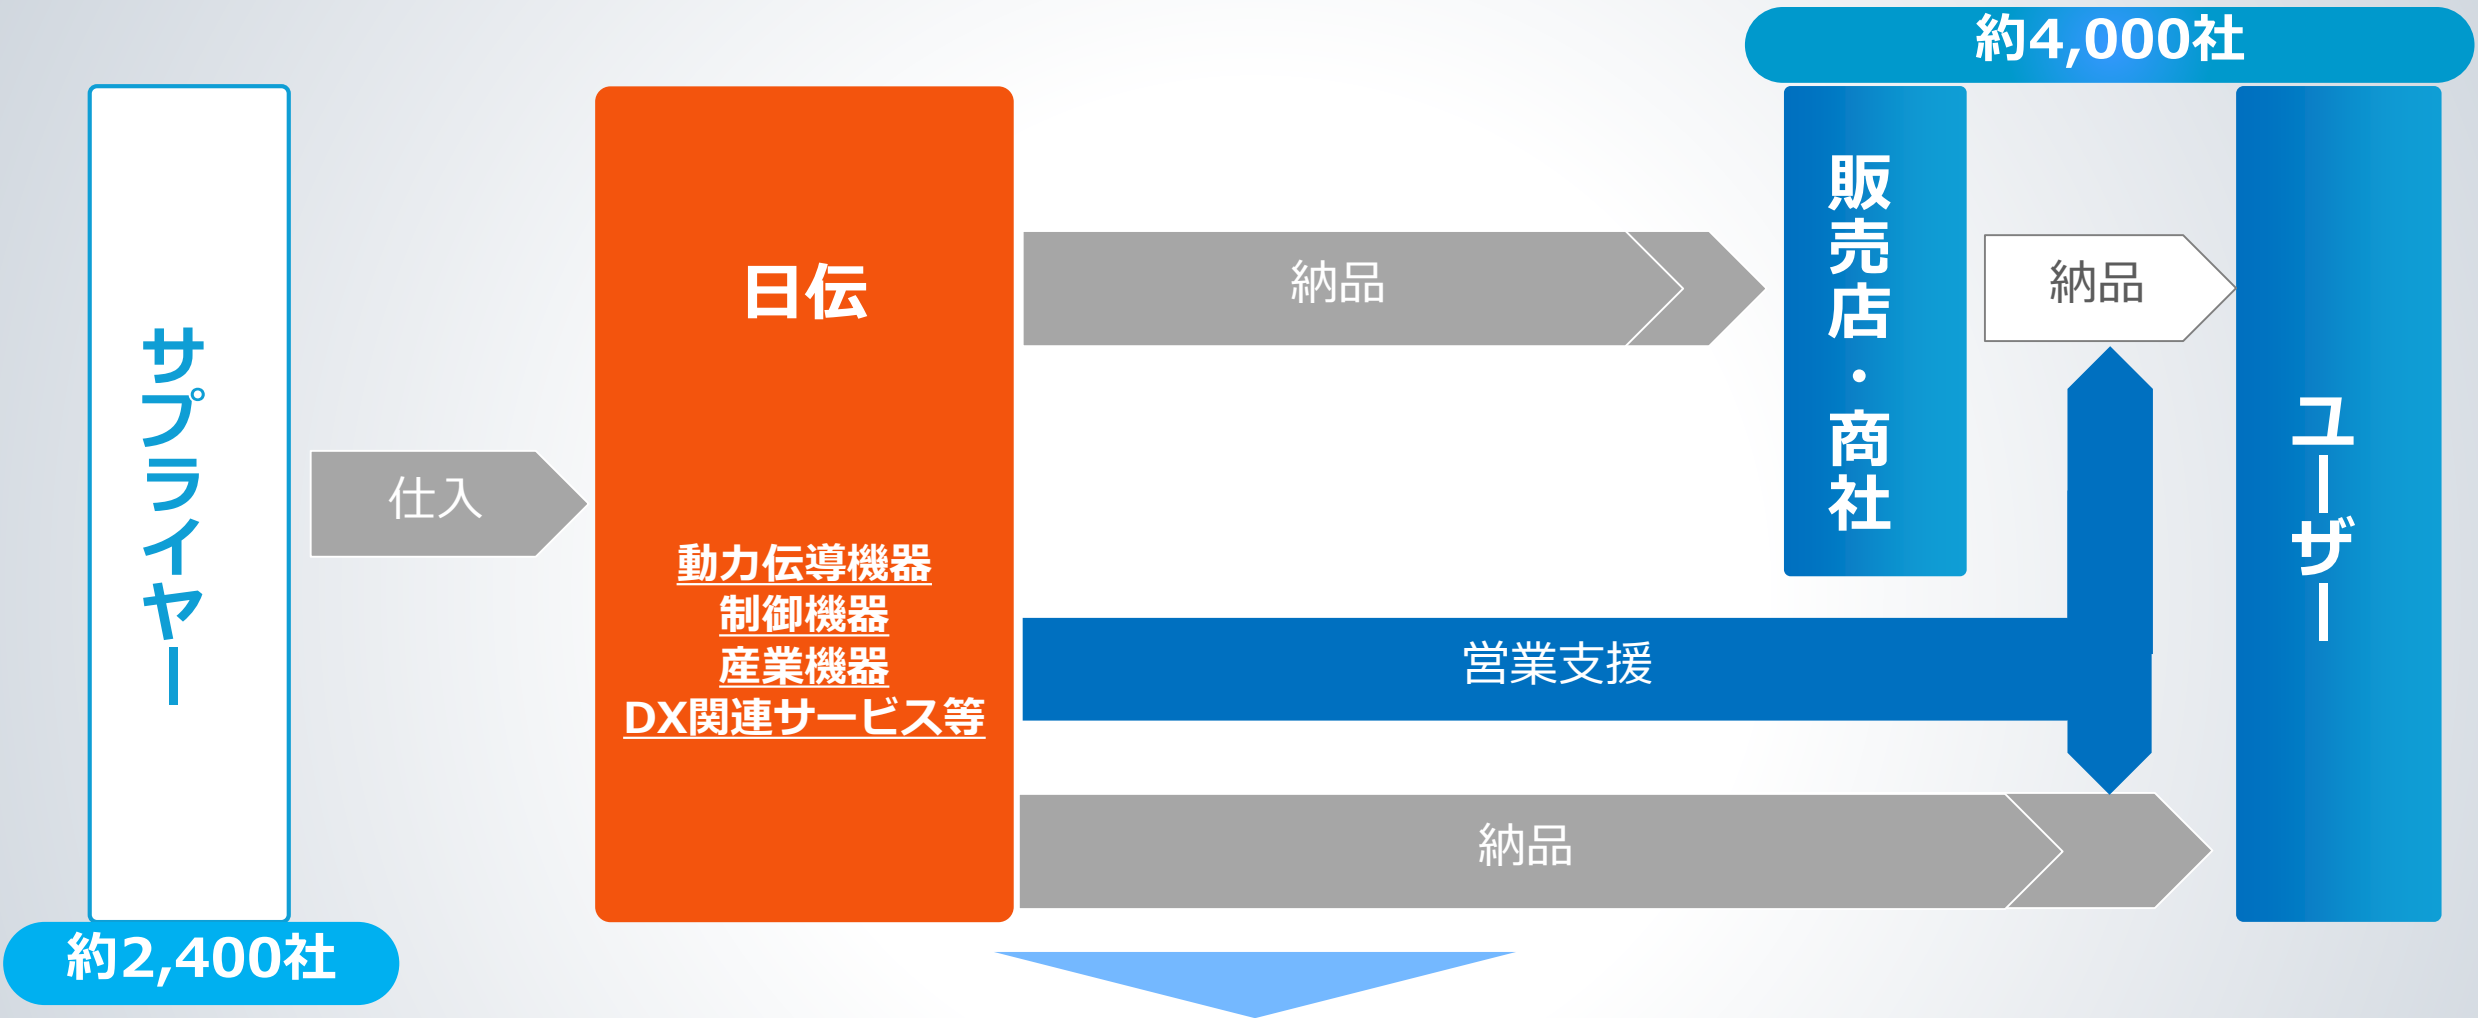 約4,000社
サプライヤー
約2,400社
仕入
日伝
動力伝導機器
制御機器
産業機器
DX関連サービス等
納品
営業支援
納品
販売店・商社
納品
ユーザー